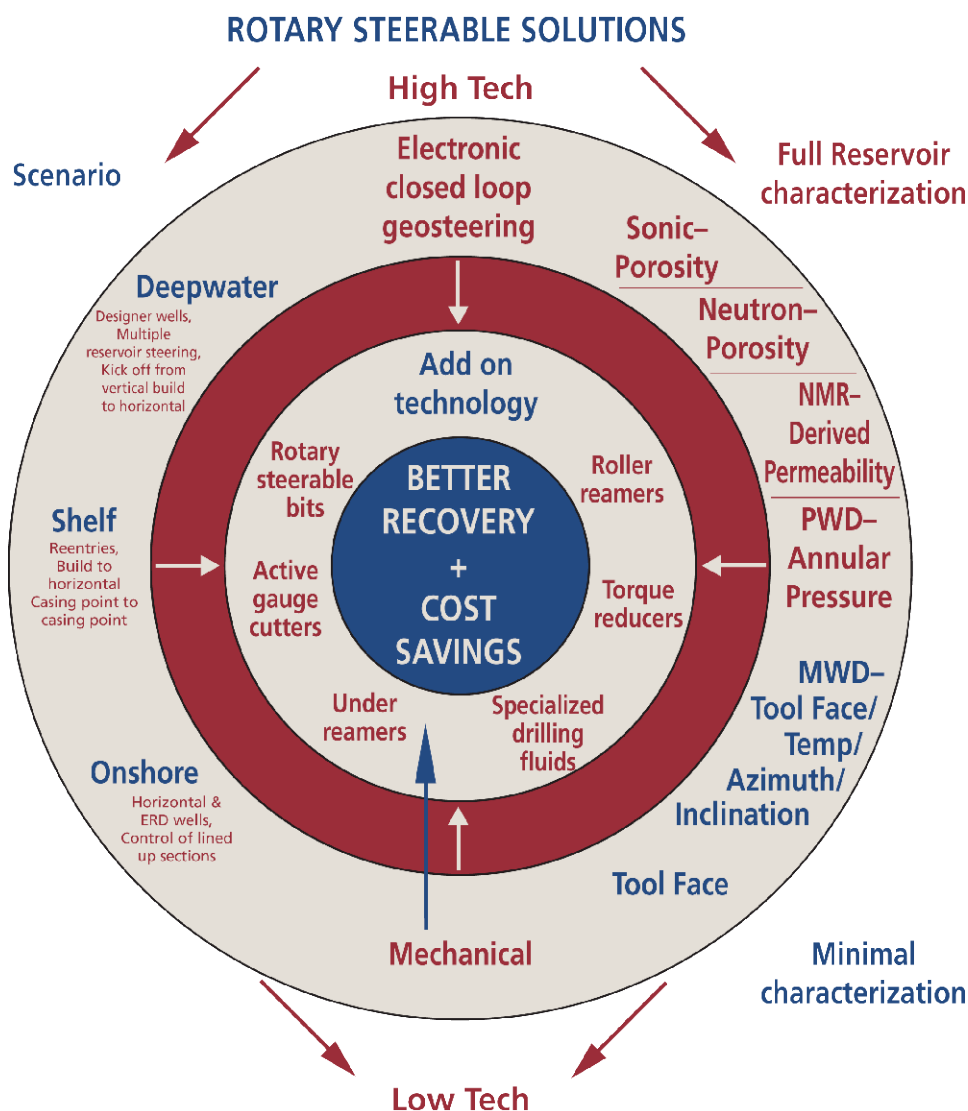 ROTARY STEERABLE SOLUTIONS
High Tech
Scenario
Full Reservoir
characterization
Electronic
closed loop
geosteering
Sonic–
Porosity
Neutron–
Porosity
NMR–
Derived
Permeability
PWD–
Annular
Pressure
MWD–
Tool Face/
Temp/
Azimuth/
Inclination
Tool Face
Deepwater
Designer wells,
Multiple
reservoir steering,
Kick off from
vertical build
to horizontal
Shelf
Reentries,
Build to
horizontal
Casing point to
casing point
Onshore
Horizontal &
ERD wells,
Control of lined
up sections
Add on
technology
Rotary
steerable
bits
Roller
reamers
Active
gauge
cutters
Torque
reducers
Under
reamers
Specialized
drilling
fluids
BETTER
RECOVERY
+
COST
SAVINGS
Mechanical
Minimal
characterization
Low Tech